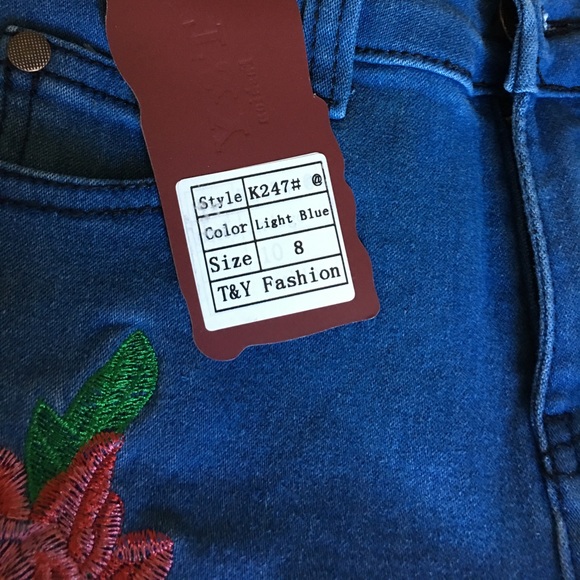 Style K247# @
Color Light Blue
Size 8
T&Y Fashion